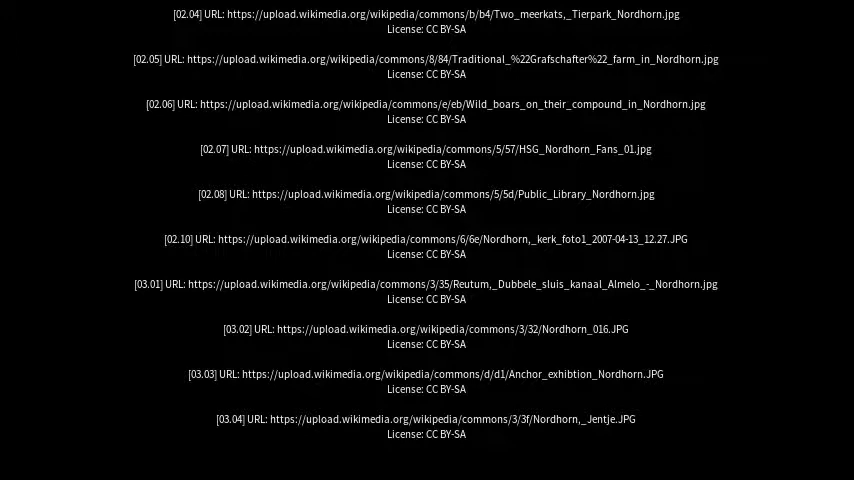 [02.04] URL: https://upload.wikimedia.org/wikipedia/commons/b/b4/Two_meerkats,_Tierpark_Nordhorn.jpg
License: CC BY-SA
[02.05] URL: https://upload.wikimedia.org/wikipedia/commons/8/84/Traditional_%22Grafschafter%22_farm_in_Nordhorn.jpg
License: CC BY-SA
[02.06] URL: https://upload.wikimedia.org/wikipedia/commons/e/eb/Wild_boars_on_their_compound_in_Nordhorn.jpg
License: CC BY-SA
[02.07] URL: https://upload.wikimedia.org/wikipedia/commons/5/57/HSG_Nordhorn_Fans_01.jpg
License: CC BY-SA
[02.08] URL: https://upload.wikimedia.org/wikipedia/commons/5/5d/Public_Library_Nordhorn.jpg
License: CC BY-SA
[02.10] URL: https://upload.wikimedia.org/wikipedia/commons/6/6e/Nordhorn,_kerk_foto1_2007-04-13_12.27.JPG
License: CC BY-SA
[03.01] URL: https://upload.wikimedia.org/wikipedia/commons/3/35/Reutum,_Dubbele_sluis_kanaal_Almelo_-_Nordhorn.jpg
License: CC BY-SA
[03.02] URL: https://upload.wikimedia.org/wikipedia/commons/3/32/Nordhorn_016.JPG
License: CC BY-SA
[03.03] URL: https://upload.wikimedia.org/wikipedia/commons/d/d1/Anchor_exhibtion_Nordhorn.JPG
License: CC BY-SA
[03.04] URL: https://upload.wikimedia.org/wikipedia/commons/3/3f/Nordhorn,_Jentje.JPG
License: CC BY-SA